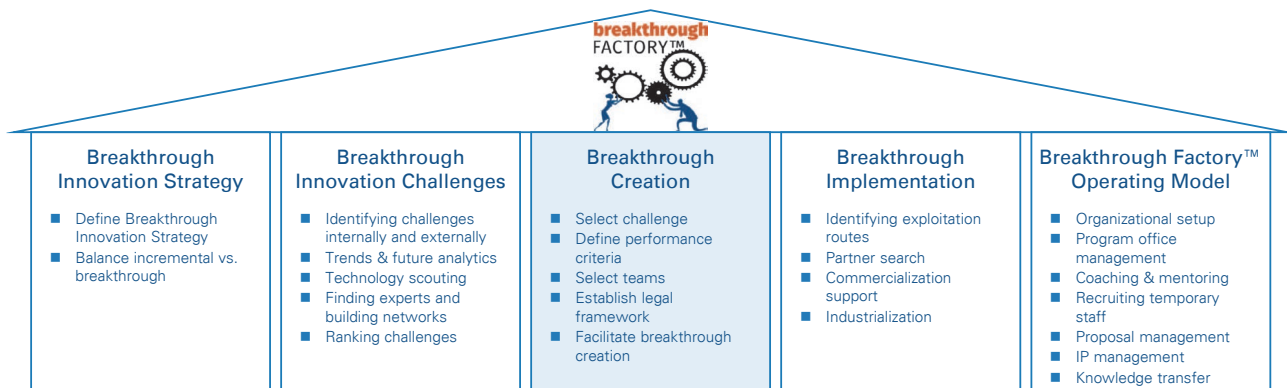 breakthrough
FACTORY™
Breakthrough
Innovation Strategy
Define Breakthrough
Innovation Strategy
Balance incremental vs.
breakthrough
Breakthrough
Innovation Challenges
Identifying challenges
internally and externally
Trends & future analytics
Technology scouting
Finding experts and
building networks
Ranking challenges
Breakthrough
Creation
Select challenge
Define performance
criteria
Select teams
Establish legal
framework
Facilitate breakthrough
creation
Breakthrough
Implementation
Identifying exploitation
routes
Partner search
Commercialization
support
Industrialization
Breakthrough Factory™
Operating Model
Organizational setup
Program office
management
Coaching & mentoring
Recruiting temporary
staff
Proposal management
IP management
Knowledge transfer